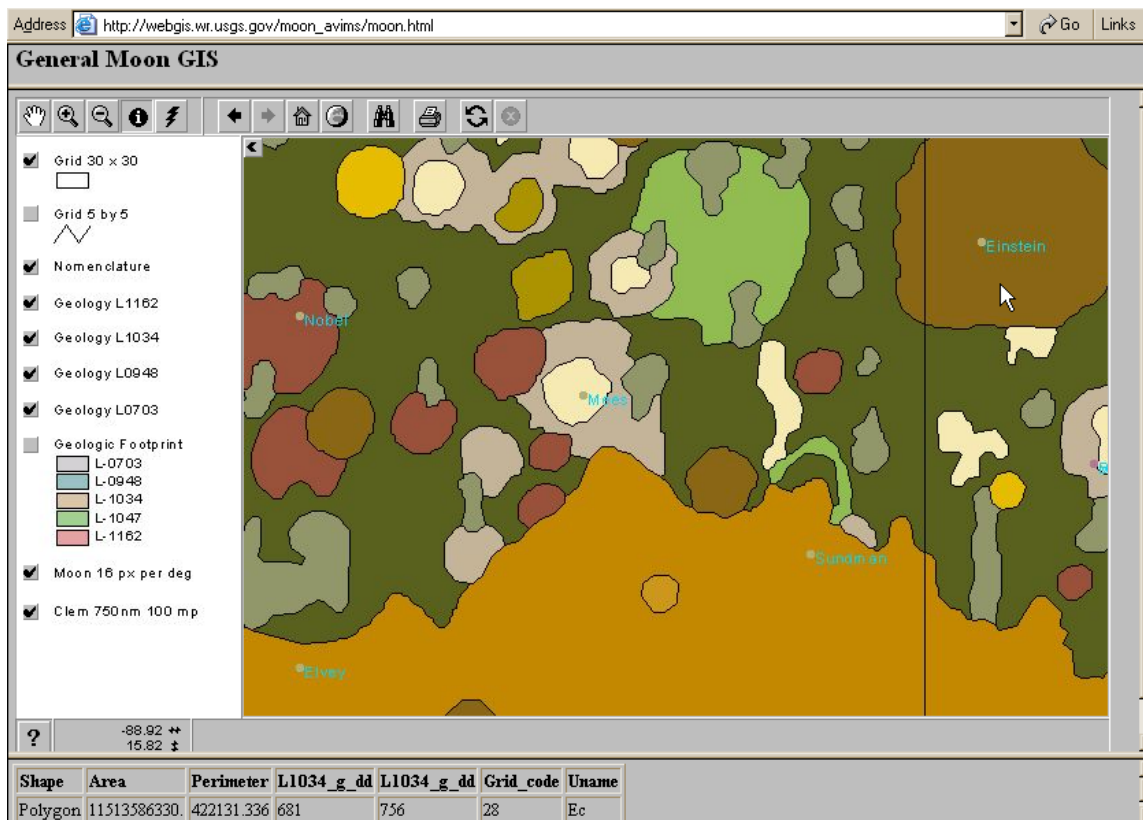 Address http://webgis.wr.usgs.gov/moon_avims/moon.html Go Links
General Moon GIS
Grid 30 x 30
Grid 5 by 5
Nomenclature
Geology L1162
Geology L1034
Geology L0948
Geology L0703
Geologic Footprint
L-0703
L-0948
L-1034
L-1047
L-1162
Moon 16 px per deg
Clem 750nm 100 mp
Einstein
Nobel
Mees
Sundman
Elvey
? -88.92
15.82
Shape Area Perimeter L1034_g_dd L1034_g_dd Grid_code Uname
Polygon 11513586330. 422131.336 681 756 28 Ec